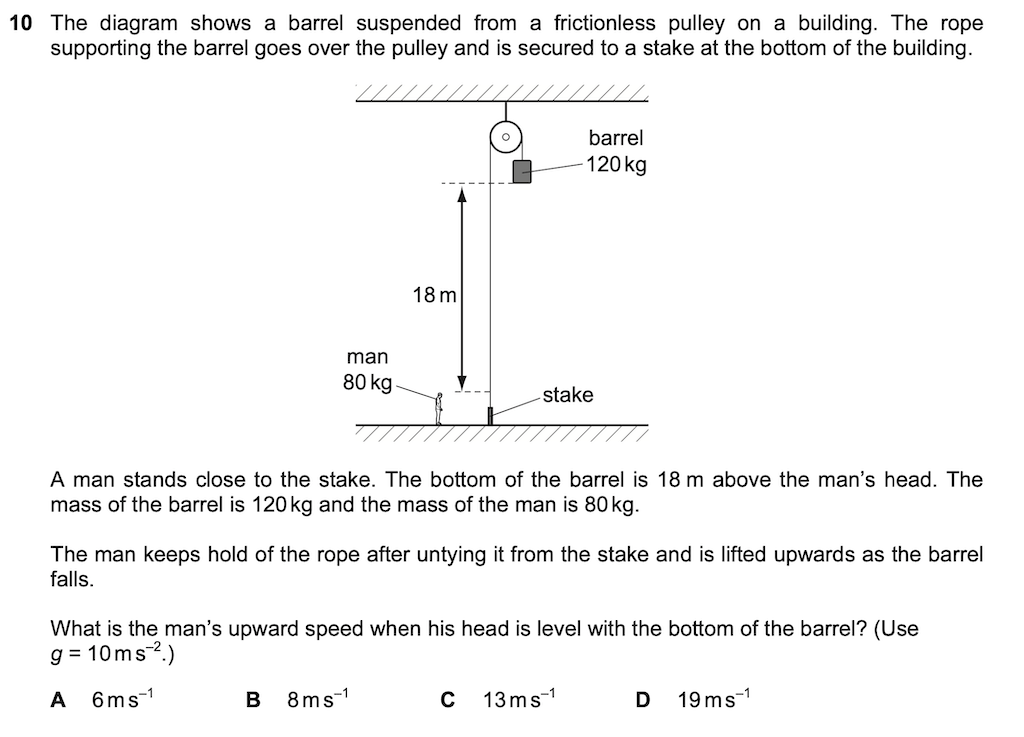 10 The diagram shows a barrel suspended from a frictionless pulley on a building. The rope
supporting the barrel goes over the pulley and is secured to a stake at the bottom of the building.
barrel
120 kg
18 m
man
80 kg
stake
A man stands close to the stake. The bottom of the barrel is 18 m above the man’s head. The
mass of the barrel is 120 kg and the mass of the man is 80 kg.
The man keeps hold of the rope after untying it from the stake and is lifted upwards as the barrel
falls.
What is the man’s upward speed when his head is level with the bottom of the barrel? (Use
g = 10 m s⁻².)
A 6 m s⁻¹ B 8 m s⁻¹ C 13 m s⁻¹ D 19 m s⁻¹